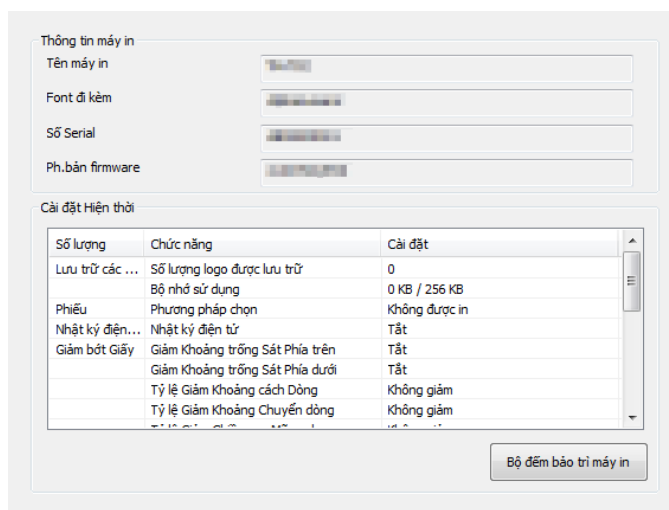 Thông tin máy in
Tên máy in
Font đi kèm
Số Serial
Ph.bản firmware
Cài đặt Hiện thời
Số lượng Chức năng Cài đặt
Lưu trữ các ... Số lượng logo được lưu trữ 0
Bộ nhớ sử dụng 0 KB / 256 KB
Phiếu Phương pháp chọn Không được in
Nhật ký điện... Nhật ký điện tử Tắt
Giảm bớt Giấy Giảm Khoảng trống Sát Phía trên Tắt
Giảm Khoảng trống Sát Phía dưới Tắt
Tỷ lệ Giảm Khoảng cách Dòng Không giảm
Tỷ lệ Giảm Khoảng Chuyển dòng Không giảm
Bộ đếm bảo trì máy in